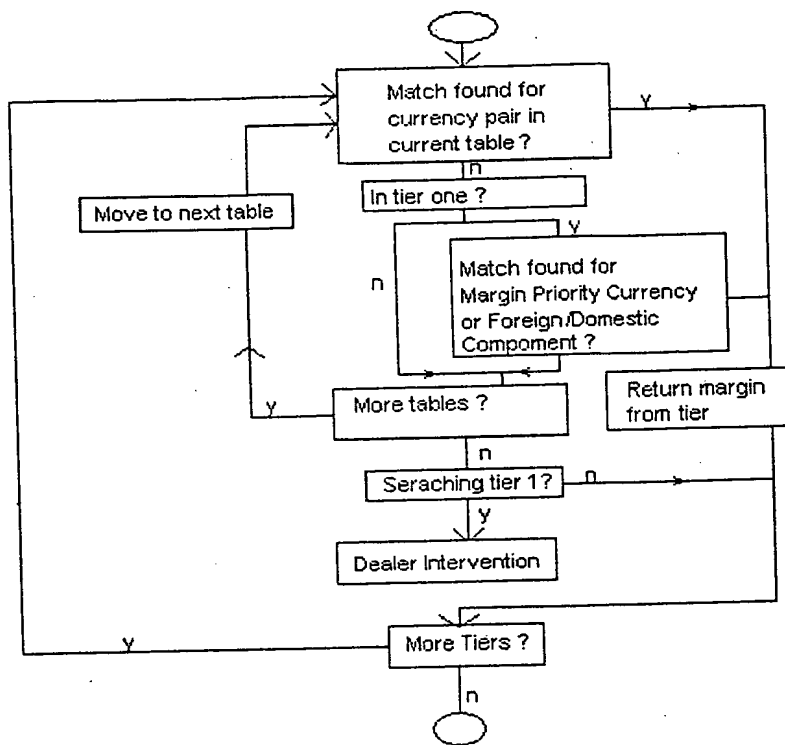 Match found for
currency pair in
current table ?
y
n
In tier one ?
Move to next table
y
n
Match found for
Margin Priority Currency
or Foreign/Domestic
Compoment ?
Return margin
from tier
More tables ?
y
n
Seraching tier 1?
n
y
Dealer Intervention
More Tiers ?
y
n